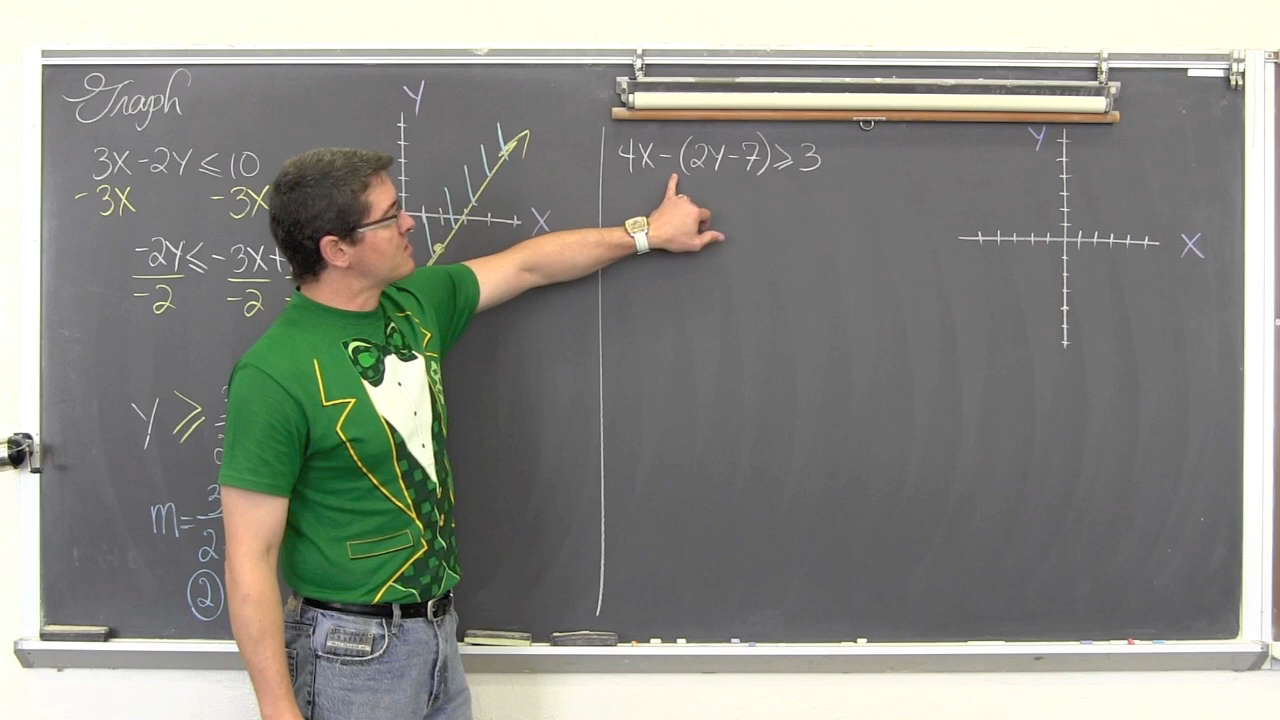 Graph
3X-2Y≤10
-3X -3X
-2Y≤-3X+
-2 -2
Y≥
m=3
2
2
Y
X
4X-(2Y-7)≥3
Y
X